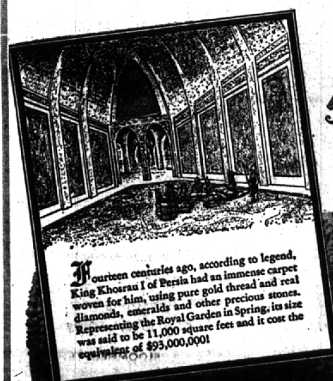 Fourteen centuries ago, according to legend,
King Khosrau I of Persia had an immense carpet
woven for him, using pure gold thread and real
diamonds, emeralds and other precious stones.
Representing the Royal Garden in Spring, its size
was said to be 11,000 square feet and it cost the
equivalent of $93,000,000!